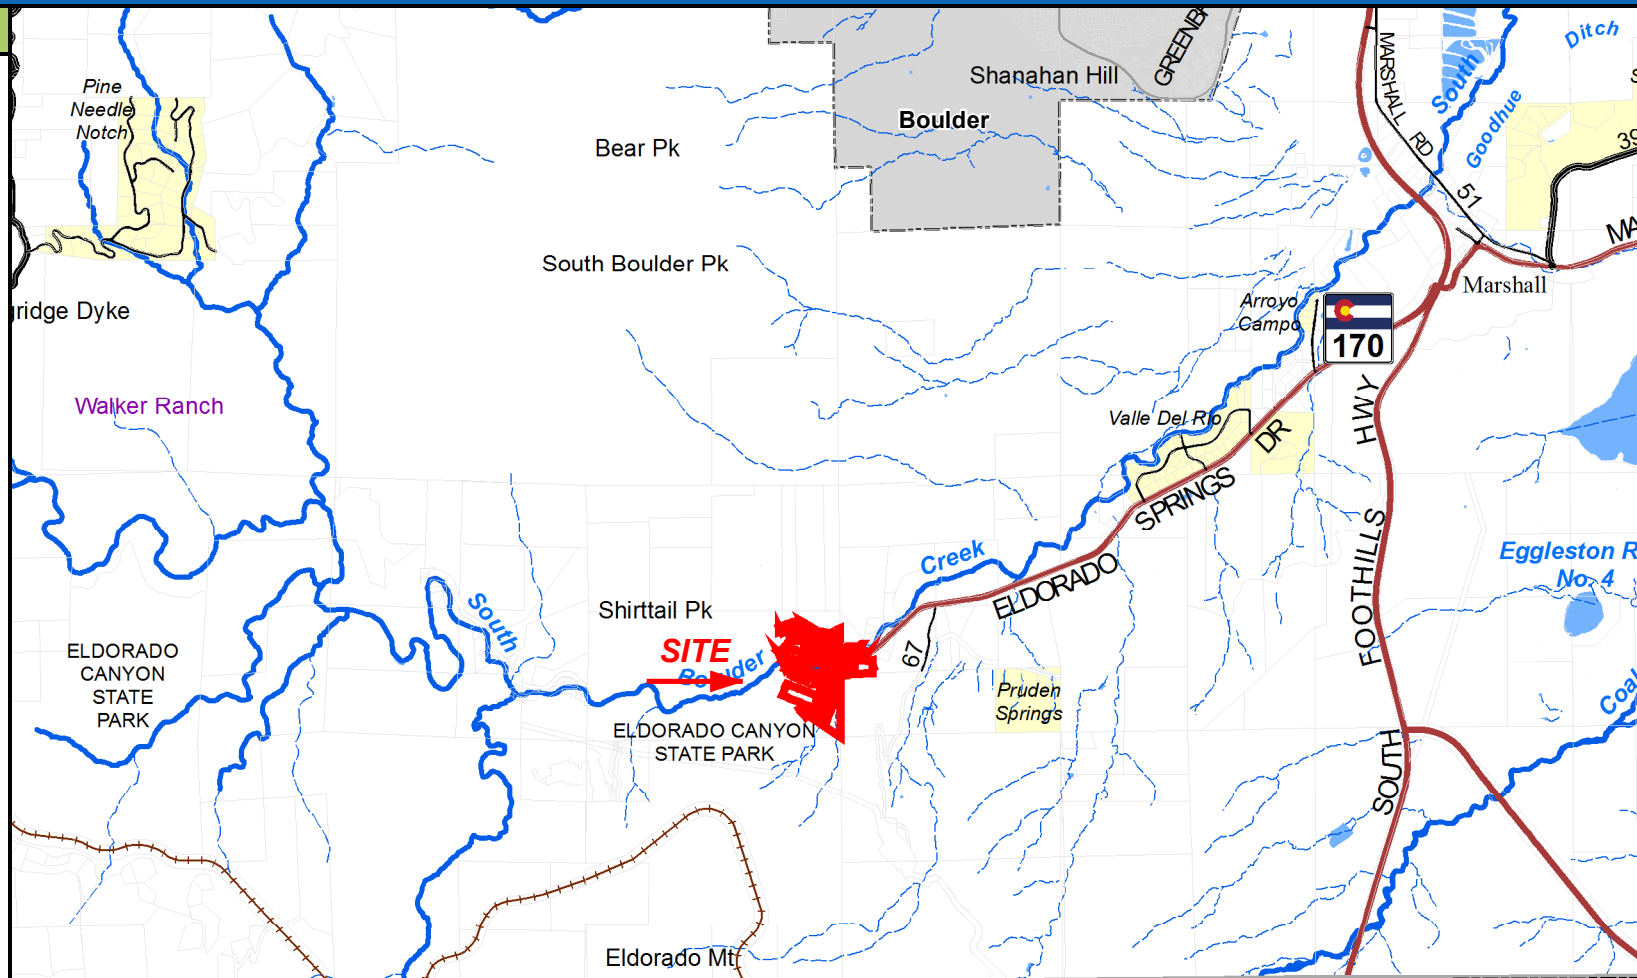 Ditch
Shanahan Hill
Boulder
MARSHALL RD
South
Goodhue
Pine
Needle
Notch
Bear Pk
39
51
South Boulder Pk
Marshall
Arroyo
Campo
170
Dyke
Walker Ranch
Valle Del Rio
ELDORADO SPRINGS DR
SOUTH FOOTHILLS HWY
Creek
Eggleston R
No. 4
South
Shirttail Pk
SITE
Boulder
67
ELDORADO
CANYON
STATE
PARK
Pruden
Springs
ELDORADO CANYON
STATE PARK
Coal
Eldorado Mt